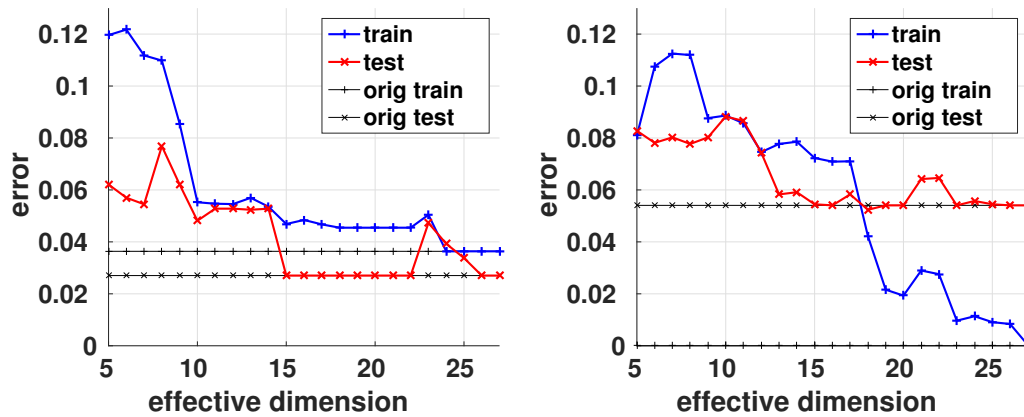 0.12
0.1
0.08
0.06
0.04
0.02
0
error
5
10
15
20
25
effective dimension
train
test
orig train
orig test
0.12
0.1
0.08
0.06
0.04
0.02
0
error
5
10
15
20
25
effective dimension
train
test
orig train
orig test